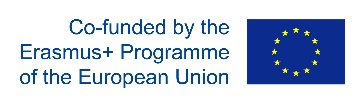 Co-funded by the
Erasmus+ Programme
of the European Union